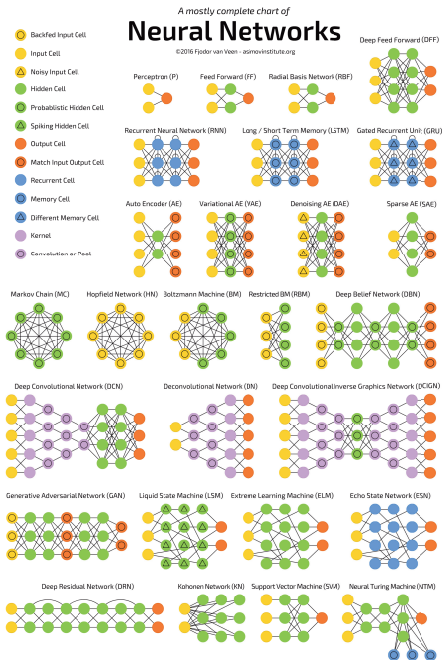 A mostly complete chart of
Neural Networks
©2016 Fjodor van Veen - asimovinstitute.org
Backfed Input Cell
Input Cell
Noisy Input Cell
Hidden Cell
Probablistic Hidden Cell
Spiking Hidden Cell
Output Cell
Match Input Output Cell
Recurrent Cell
Memory Cell
Different Memory Cell
Kernel
Convolution or Pool
Deep Feed Forward (DFF)
Perceptron (P)
Feed Forward (FF)
Radial Basis Network (RBF)
Recurrent Neural Network (RNN)
Long / Short Term Memory (LSTM)
Gated Recurrent Unit (GRU)
Auto Encoder (AE)
Variational AE (VAE)
Denoising AE (DAE)
Sparse AE (SAE)
Markov Chain (MC)
Hopfield Network (HN)
Boltzmann Machine (BM)
Restricted BM (RBM)
Deep Belief Network (DBN)
Deep Convolutional Network (DCN)
Deconvolutional Network (DN)
Deep Convolutional Inverse Graphics Network (DCIGN)
Generative Adversarial Network (GAN)
Liquid State Machine (LSM)
Extreme Learning Machine (ELM)
Echo State Network (ESN)
Deep Residual Network (DRN)
Kohonen Network (KN)
Support Vector Machine (SVM)
Neural Turing Machine (NTM)